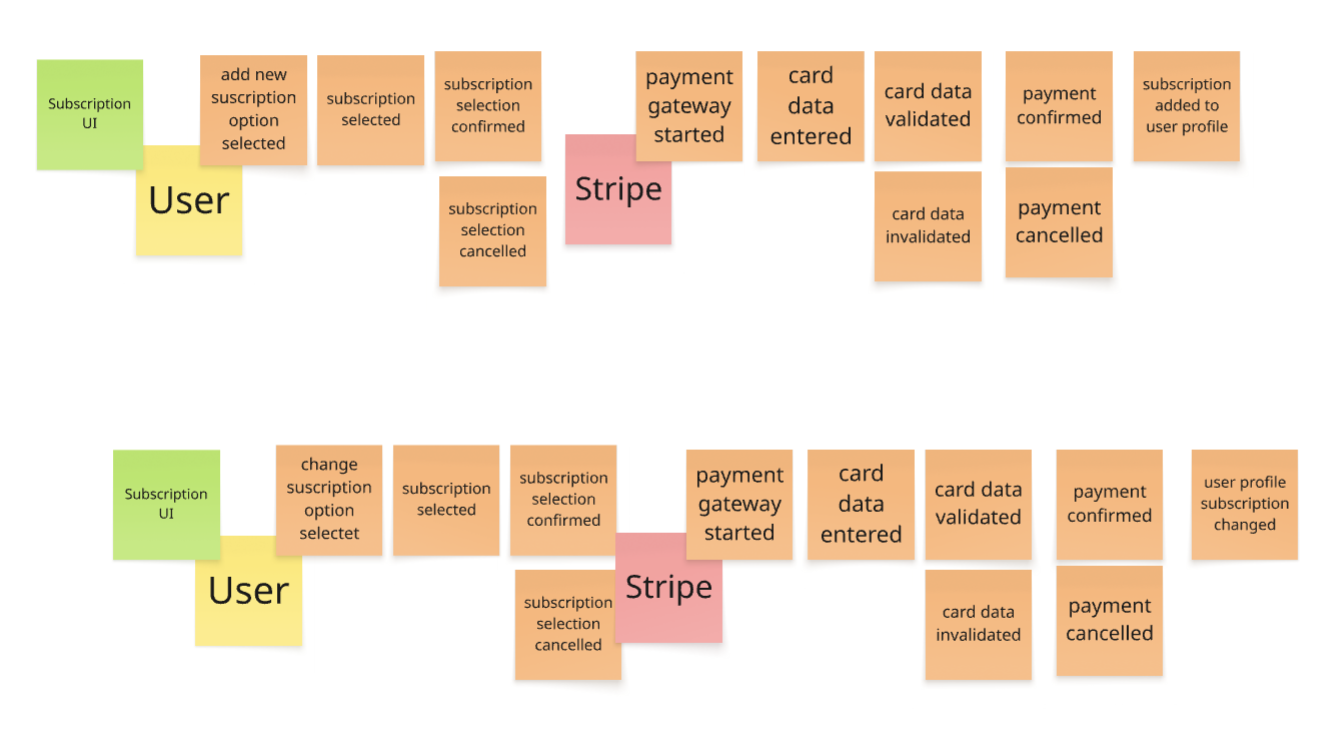 Subscription
UI
User
add new
suscription
option
selected
subscription
selected
subscription
selection
confirmed
subscription
selection
cancelled
Stripe
payment
gateway
started
card
data
entered
card data
validated
card data
invalidated
payment
confirmed
payment
cancelled
subscription
added to
user profile
Subscription
UI
User
change
suscription
option
selectet
subscription
selected
subscription
selection
confirmed
subscription
selection
cancelled
Stripe
payment
gateway
started
card
data
entered
card data
validated
card data
invalidated
payment
confirmed
payment
cancelled
user profile
subscription
changed